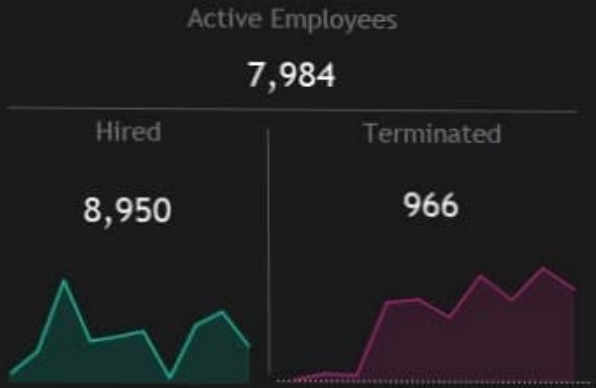 Active Employees
7,984
Hired
Terminated
8,950
966